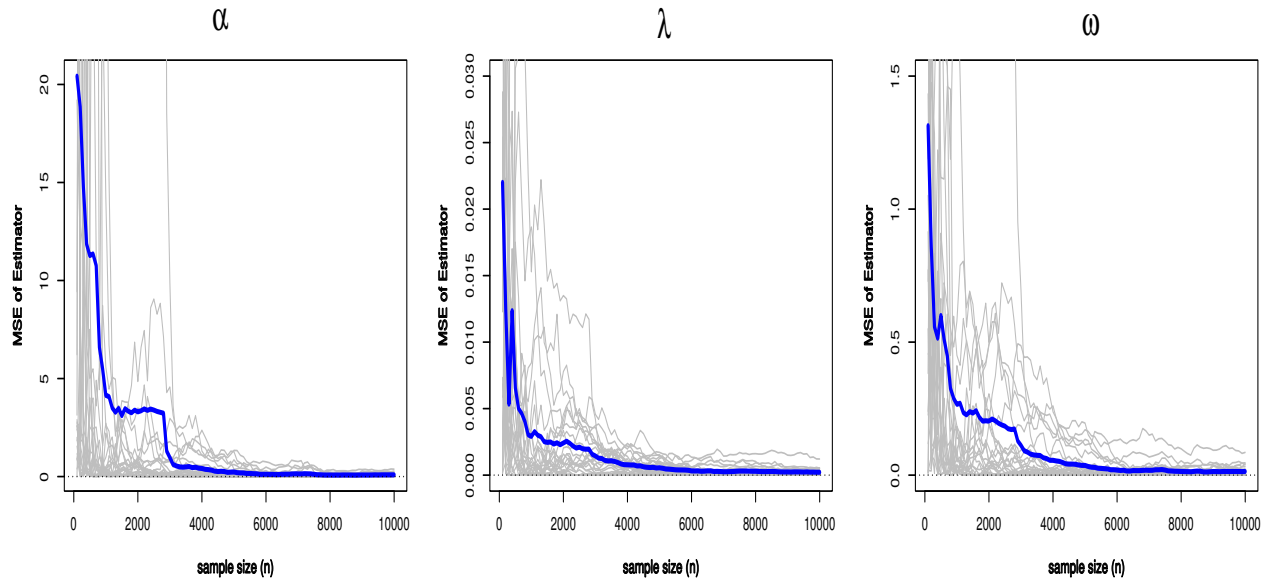 α λ ω
MSE of Estimator
20
15
10
5
0
0 2000 4000 6000 8000 10000
sample size (n)
MSE of Estimator
0.030
0.025
0.020
0.015
0.010
0.005
0.000
0 2000 4000 6000 8000 10000
sample size (n)
MSE of Estimator
1.5
1.0
0.5
0.0
0 2000 4000 6000 8000 10000
sample size (n)